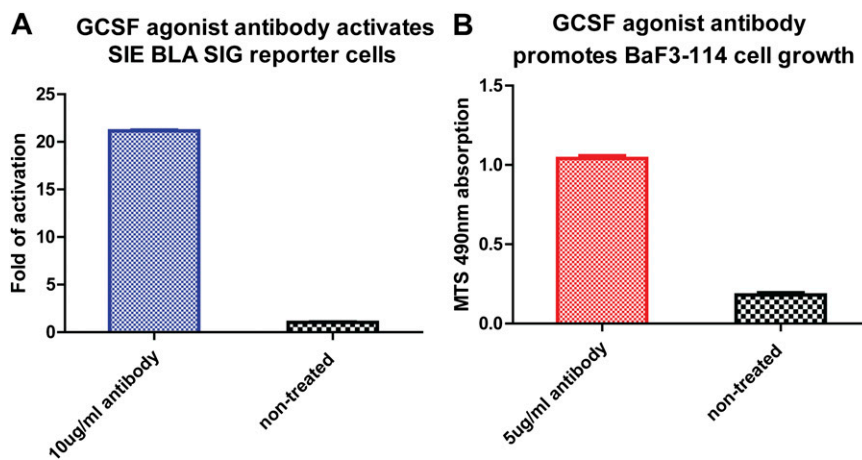 A
GCSF agonist antibody activates
SIE BLA SIG reporter cells
Fold of activation
25
20
15
10
5
0
10ug/ml antibody
non-treated
B
GCSF agonist antibody
promotes BaF3-114 cell growth
MTS 490nm absorption
1.5
1.0
0.5
0.0
5ug/ml antibody
non-treated